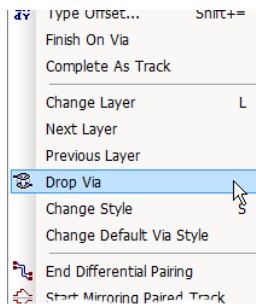 Type Offset... Shift+=
Finish On Via
Complete As Track
Change Layer L
Next Layer
Previous Layer
Drop Via
Change Style S
Change Default Via Style
End Differential Pairing
Start Mirroring Paired Track